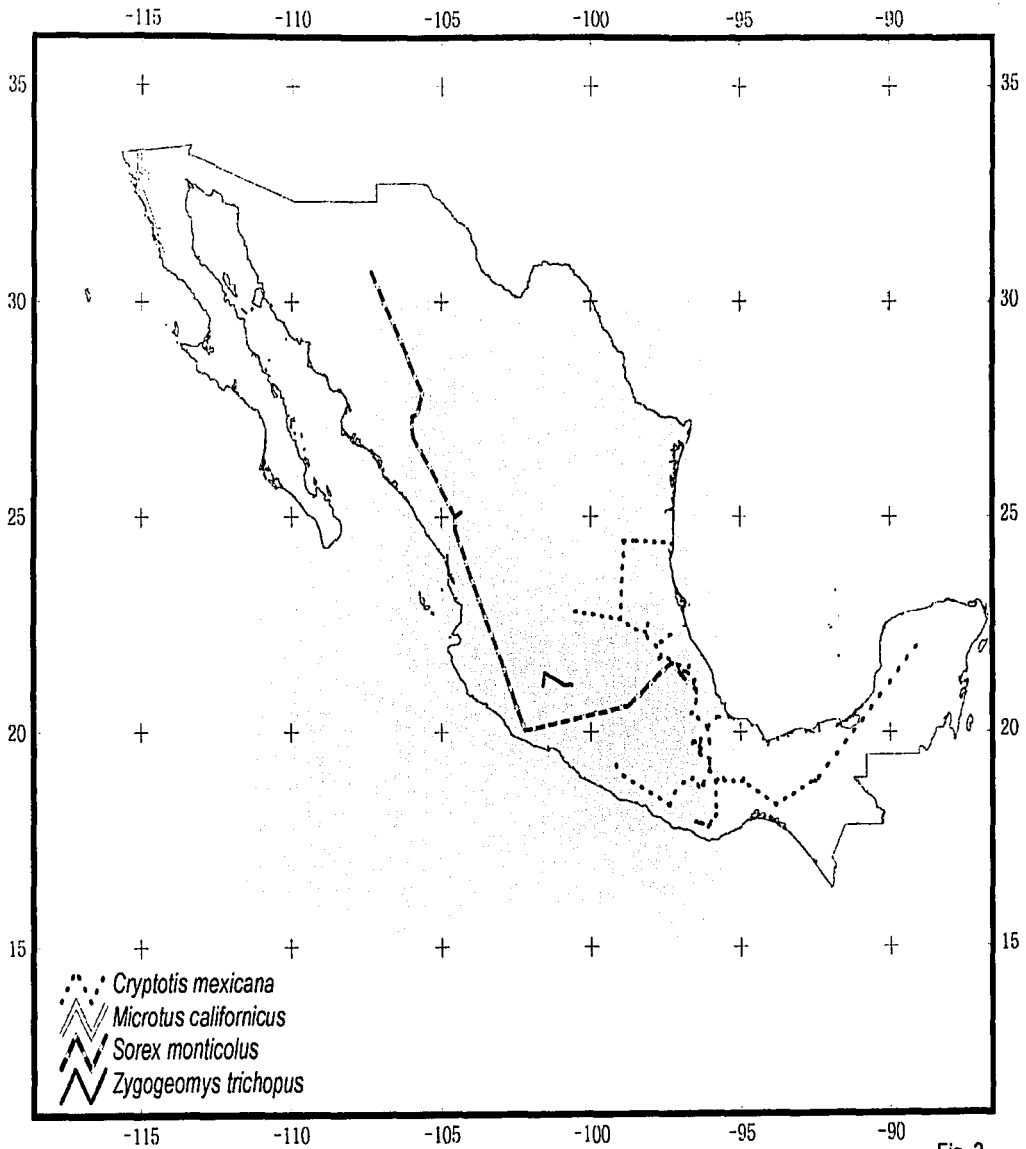 -115 -110 -105 -100 -95 -90
35 35
30 30
25 25
20 20
15 15
Cryptotis mexicana
Microtus californicus
Sorex monticolus
Zygogeomys trichopus
-115 -110 -105 -100 -95 -90